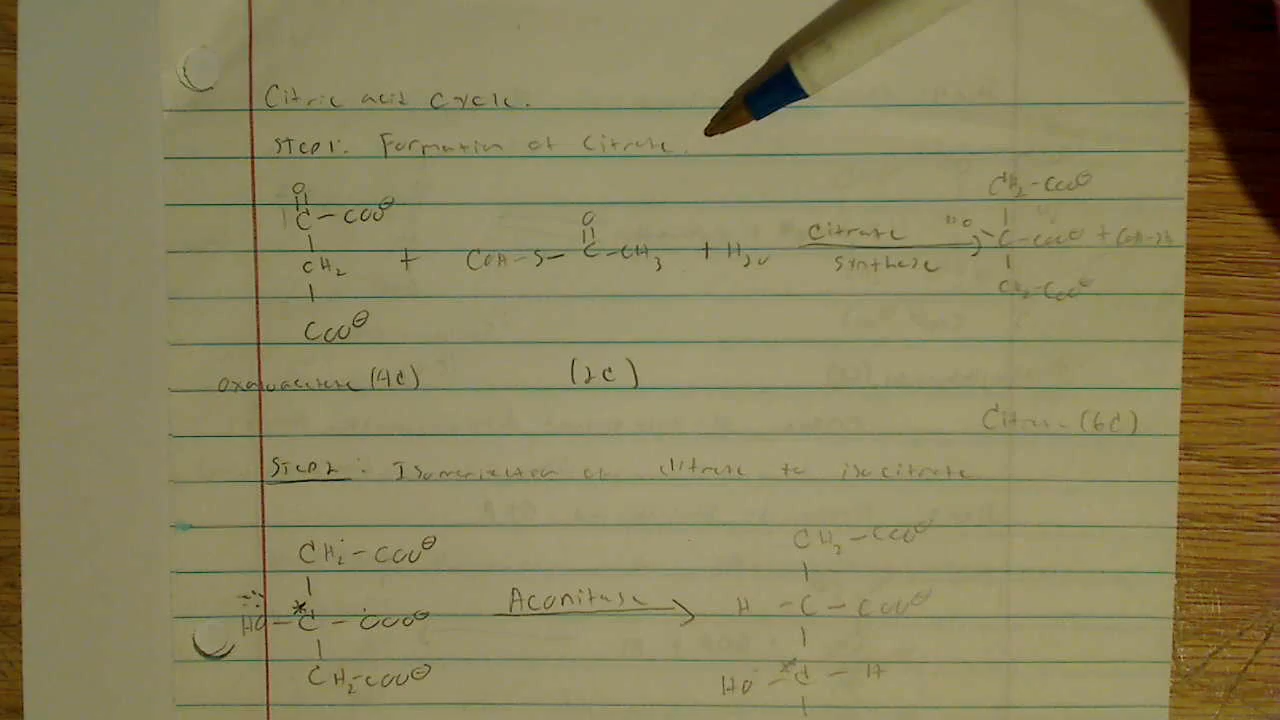 Citric acid Cycle.
Step 1: Formation of Citrate.
O
C - COO⊖
CH2
COO⊖
+ CoA-S- C-CH3
O
+ H2O
Citrate
synthase
CH2-COO⊖
HO C-COO⊖ + CoA-SH
CH2-COO⊖
Oxaloacetate (4C) (2C)
Citrate (6C)
Step 2: Isomerization of citrate to isocitrate
CH2-COO⊖
HO-C*-COO⊖
CH2-COO⊖
Aconitase
CH2-COO⊖
H-C-COO⊖
HO-C*-H